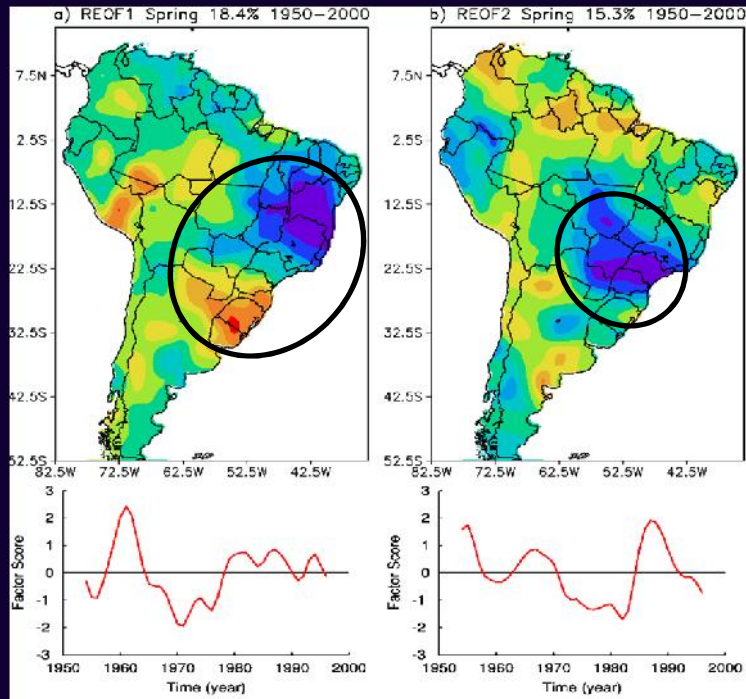 a) REOF1 Spring 18.4% 1950−2000
7.5N
2.5S
12.5S
22.5S
32.5S
42.5S
52.5S
82.5W 72.5W 62.5W 52.5W 42.5W
b) REOF2 Spring 15.3% 1950−2000
7.5N
2.5S
12.5S
22.5S
32.5S
42.5S
52.5S
82.5W 72.5W 62.5W 52.5W 42.5W
3
2
1
0
-1
-2
-3
Factor Score
1950 1960 1970 1980 1990 2000
Time (year)
3
2
1
0
-1
-2
-3
Factor Score
1950 1960 1970 1980 1990 2000
Time (year)